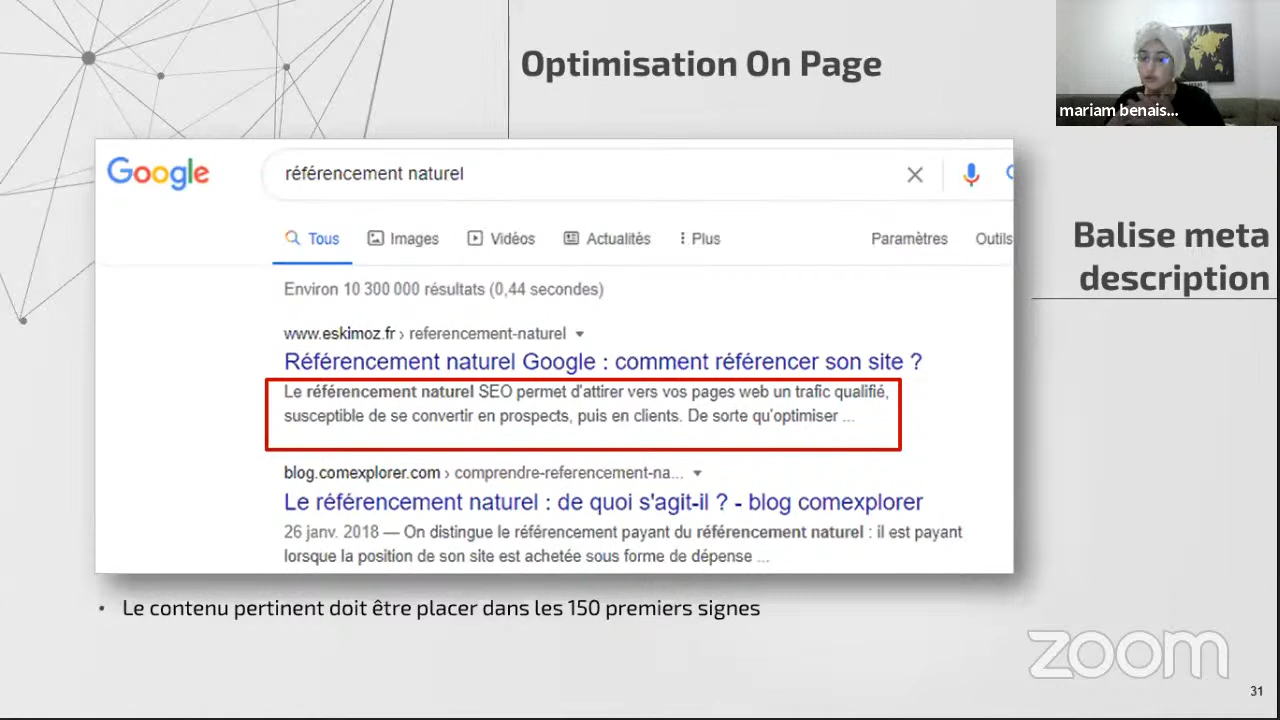 Optimisation On Page
mariam benais...
Google
référencement naturel
Tous
Images
Vidéos
Actualités
Plus
Paramètres
Outils
Environ 10 300 000 résultats (0,44 secondes)
www.eskimoz.fr › referencement-naturel
Référencement naturel Google : comment référencer son site ?
Le référencement naturel SEO permet d'attirer vers vos pages web un trafic qualifié,
susceptible de se convertir en prospects, puis en clients. De sorte qu'optimiser ...
blog.comexplorer.com › comprendre-referencement-na...
Le référencement naturel : de quoi s'agit-il ? - blog comexplorer
26 janv. 2018 — On distingue le référencement payant du référencement naturel : il est payant
lorsque la position de son site est achetée sous forme de dépense ...
Balise meta
description
• Le contenu pertinent doit être placer dans les 150 premiers signes
zoom
31